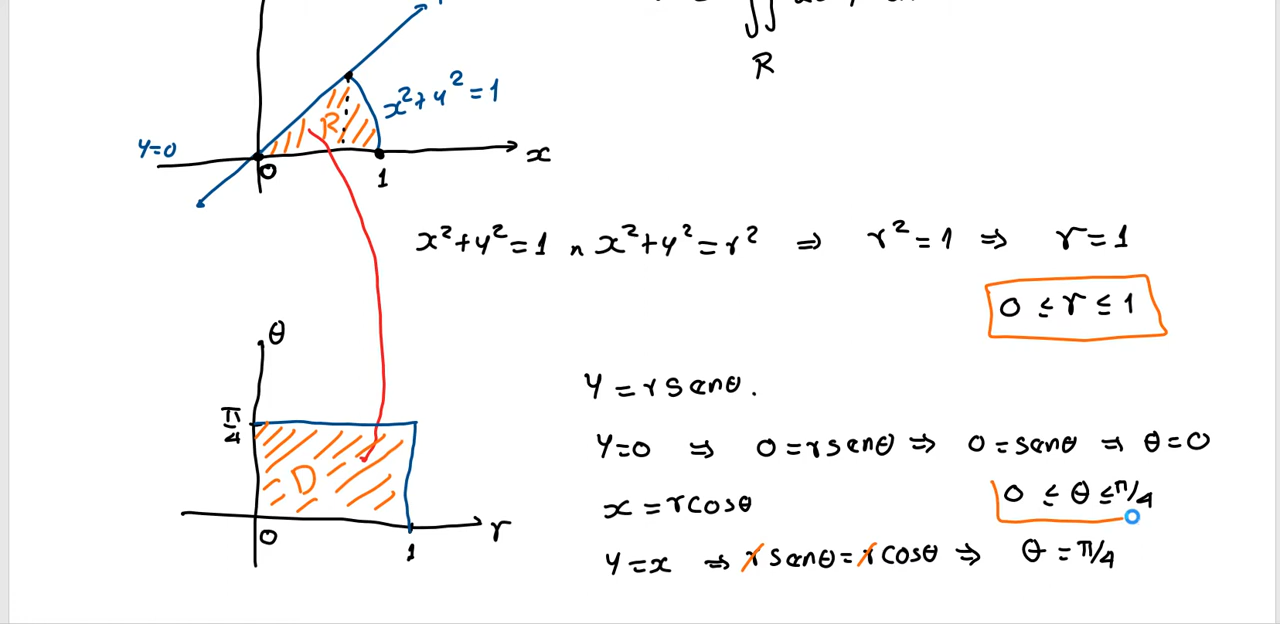 R
x²+y²=1
R
y=0
0
1
x
x²+y²=1 ∧ x²+y²=r² ⇒ r²=1 ⇒ r=1
0 ≤ r ≤ 1
θ
y=r senθ.
π/4
y=0 ⇒ 0=r senθ ⇒ 0=senθ ⇒ θ=0
D
0 ≤ θ ≤ π/4
x=r cosθ
0
1
r
y=x ⇒ r senθ=r cosθ ⇒ θ=π/4